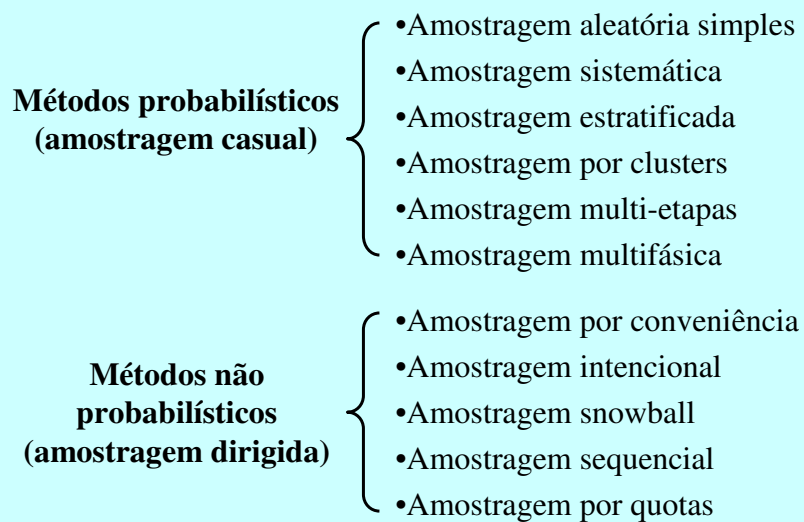 Métodos probabilísticos
(amostragem casual)
•Amostragem aleatória simples
•Amostragem sistemática
•Amostragem estratificada
•Amostragem por clusters
•Amostragem multi-etapas
•Amostragem multifásica
Métodos não
probabilísticos
(amostragem dirigida)
•Amostragem por conveniência
•Amostragem intencional
•Amostragem snowball
•Amostragem sequencial
•Amostragem por quotas